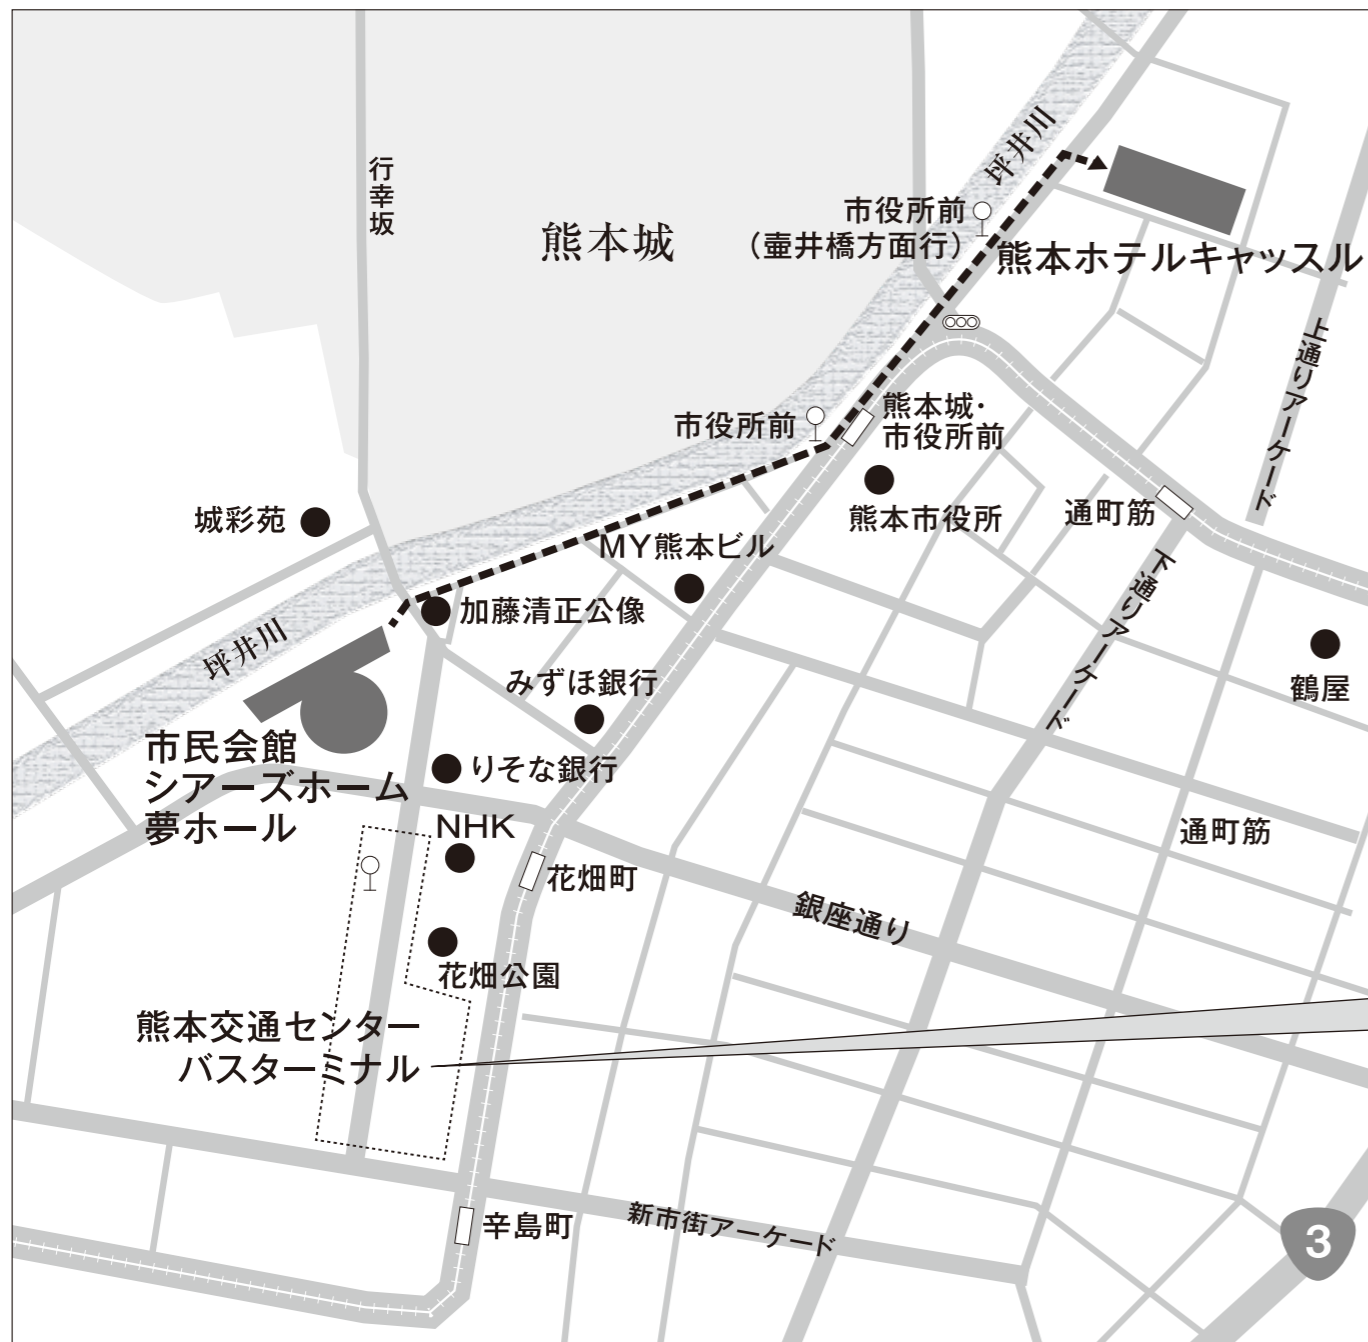 行幸坂
熊本城
坪井川
市役所前
（壷井橋方面行）
熊本ホテルキャッスル
上通りアーケード
市役所前
熊本城・
市役所前
熊本市役所
通町筋
城彩苑
MY熊本ビル
下通りアーケード
加藤清正公像
坪井川
みずほ銀行
鶴屋
市民会館
シアーズホーム
夢ホール
りそな銀行
NHK
花畑町
通町筋
銀座通り
花畑公園
熊本交通センター
バスターミナル
辛島町
新市街アーケード
3